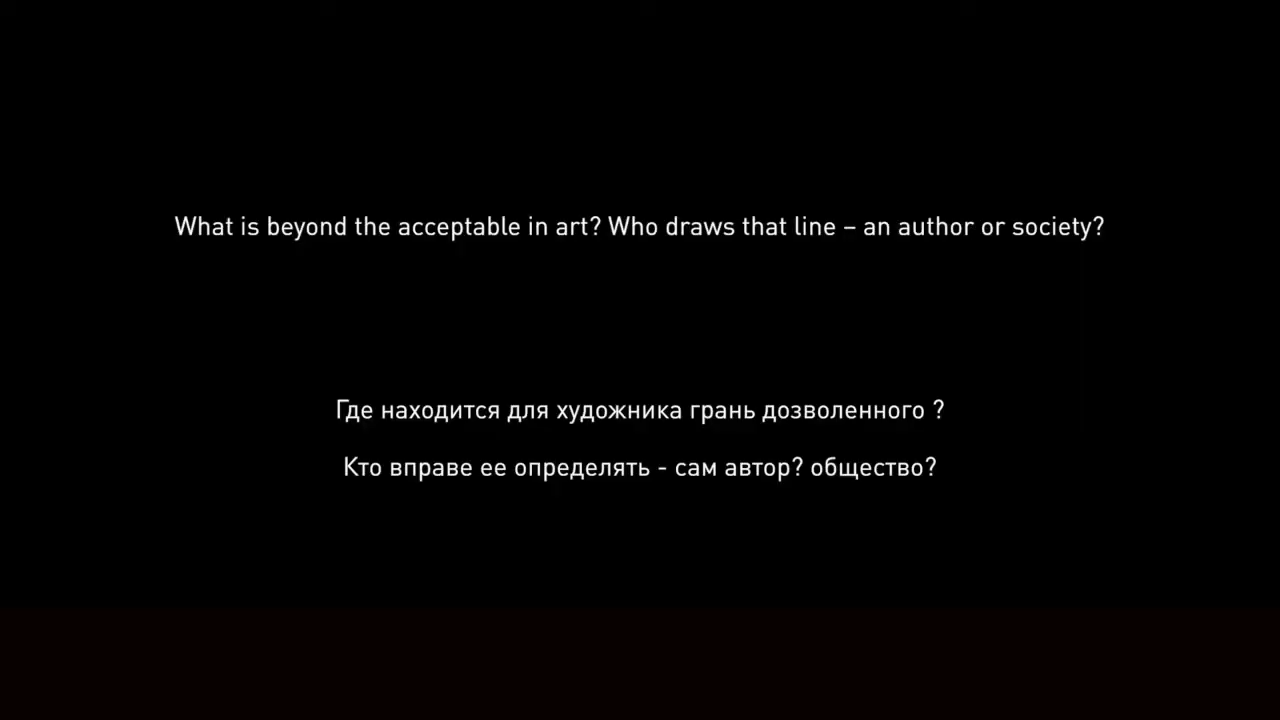 What is beyond the acceptable in art? Who draws that line – an author or society?
Где находится для художника грань дозволенного ?
Кто вправе ее определять - сам автор? общество?